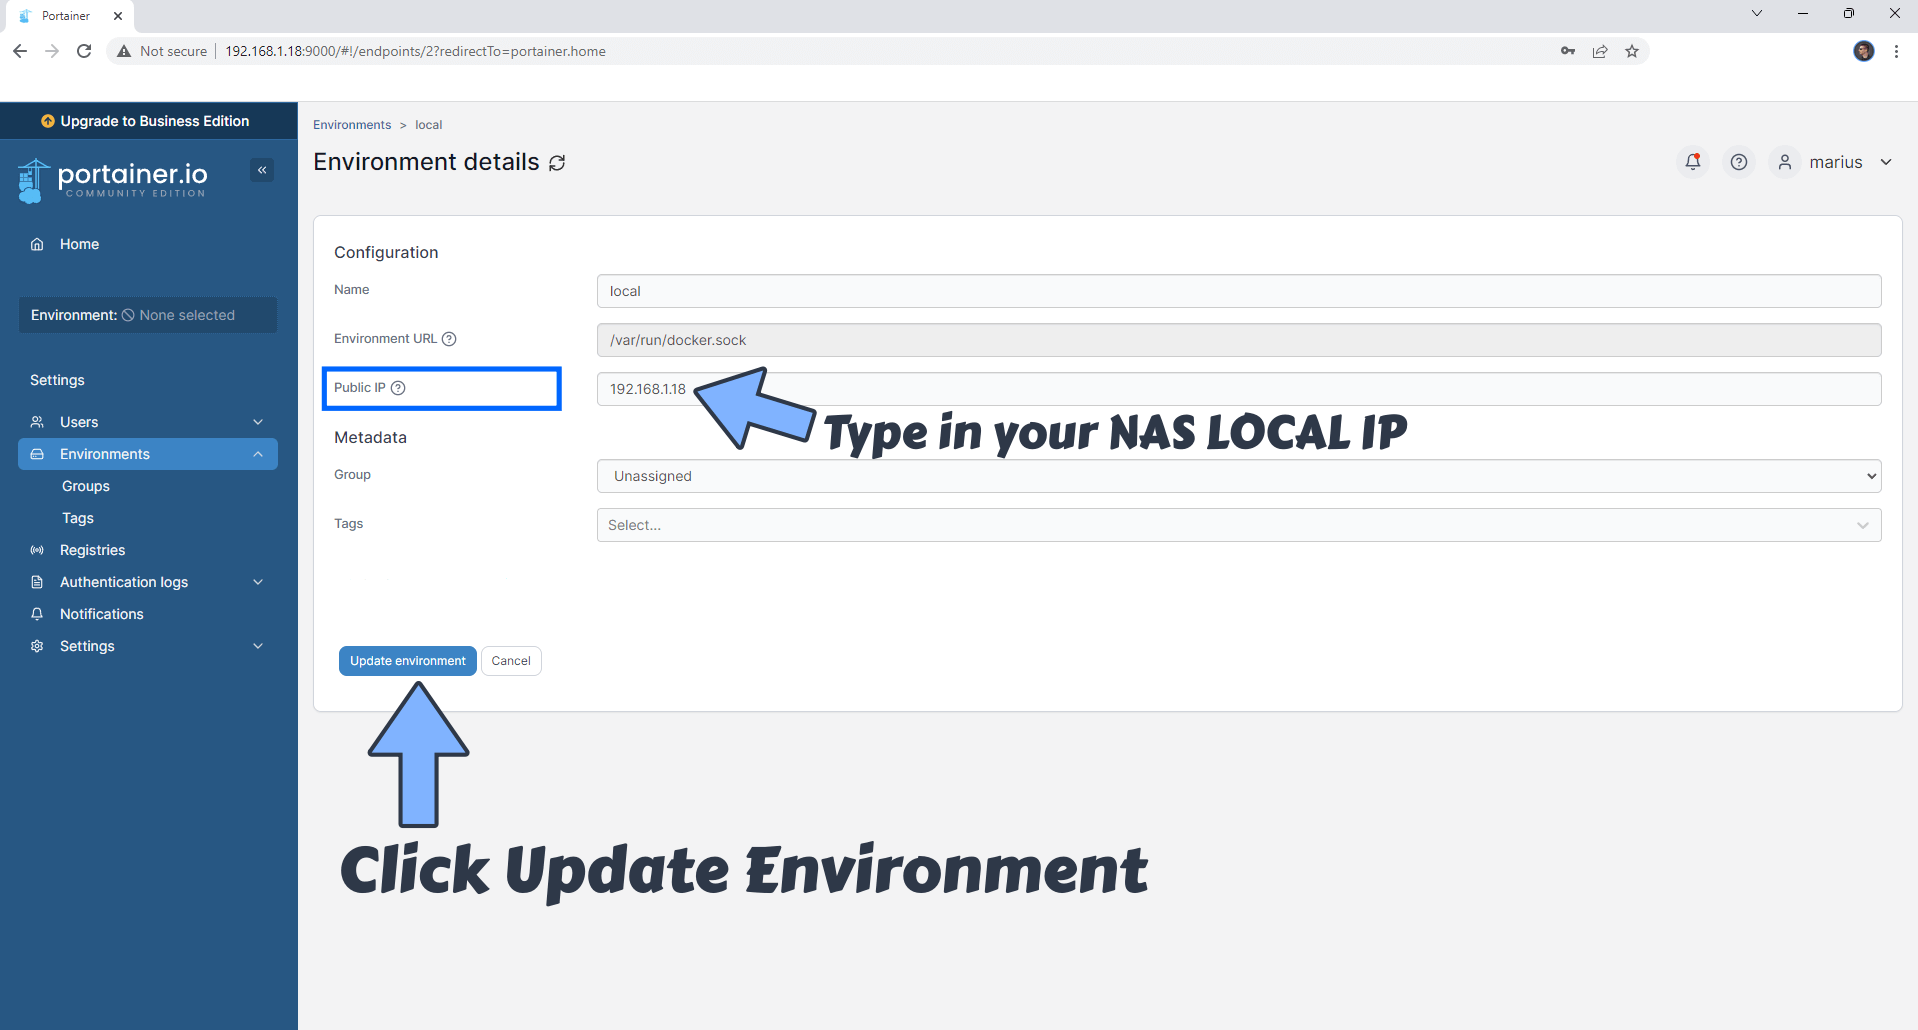 Portainer
Not secure
192.168.1.18:9000/#!/endpoints/2?redirectTo=portainer.home
Upgrade to Business Edition
portainer.io
COMMUNITY EDITION
Home
Environment: None selected
Settings
Users
Environments
Groups
Tags
Registries
Authentication logs
Notifications
Settings
Environments > local
Environment details
marius
Configuration
Name
local
Environment URL
/var/run/docker.sock
Public IP
192.168.1.18
Type in your NAS LOCAL IP
Metadata
Group
Unassigned
Tags
Select...
Update environment
Cancel
Click Update Environment